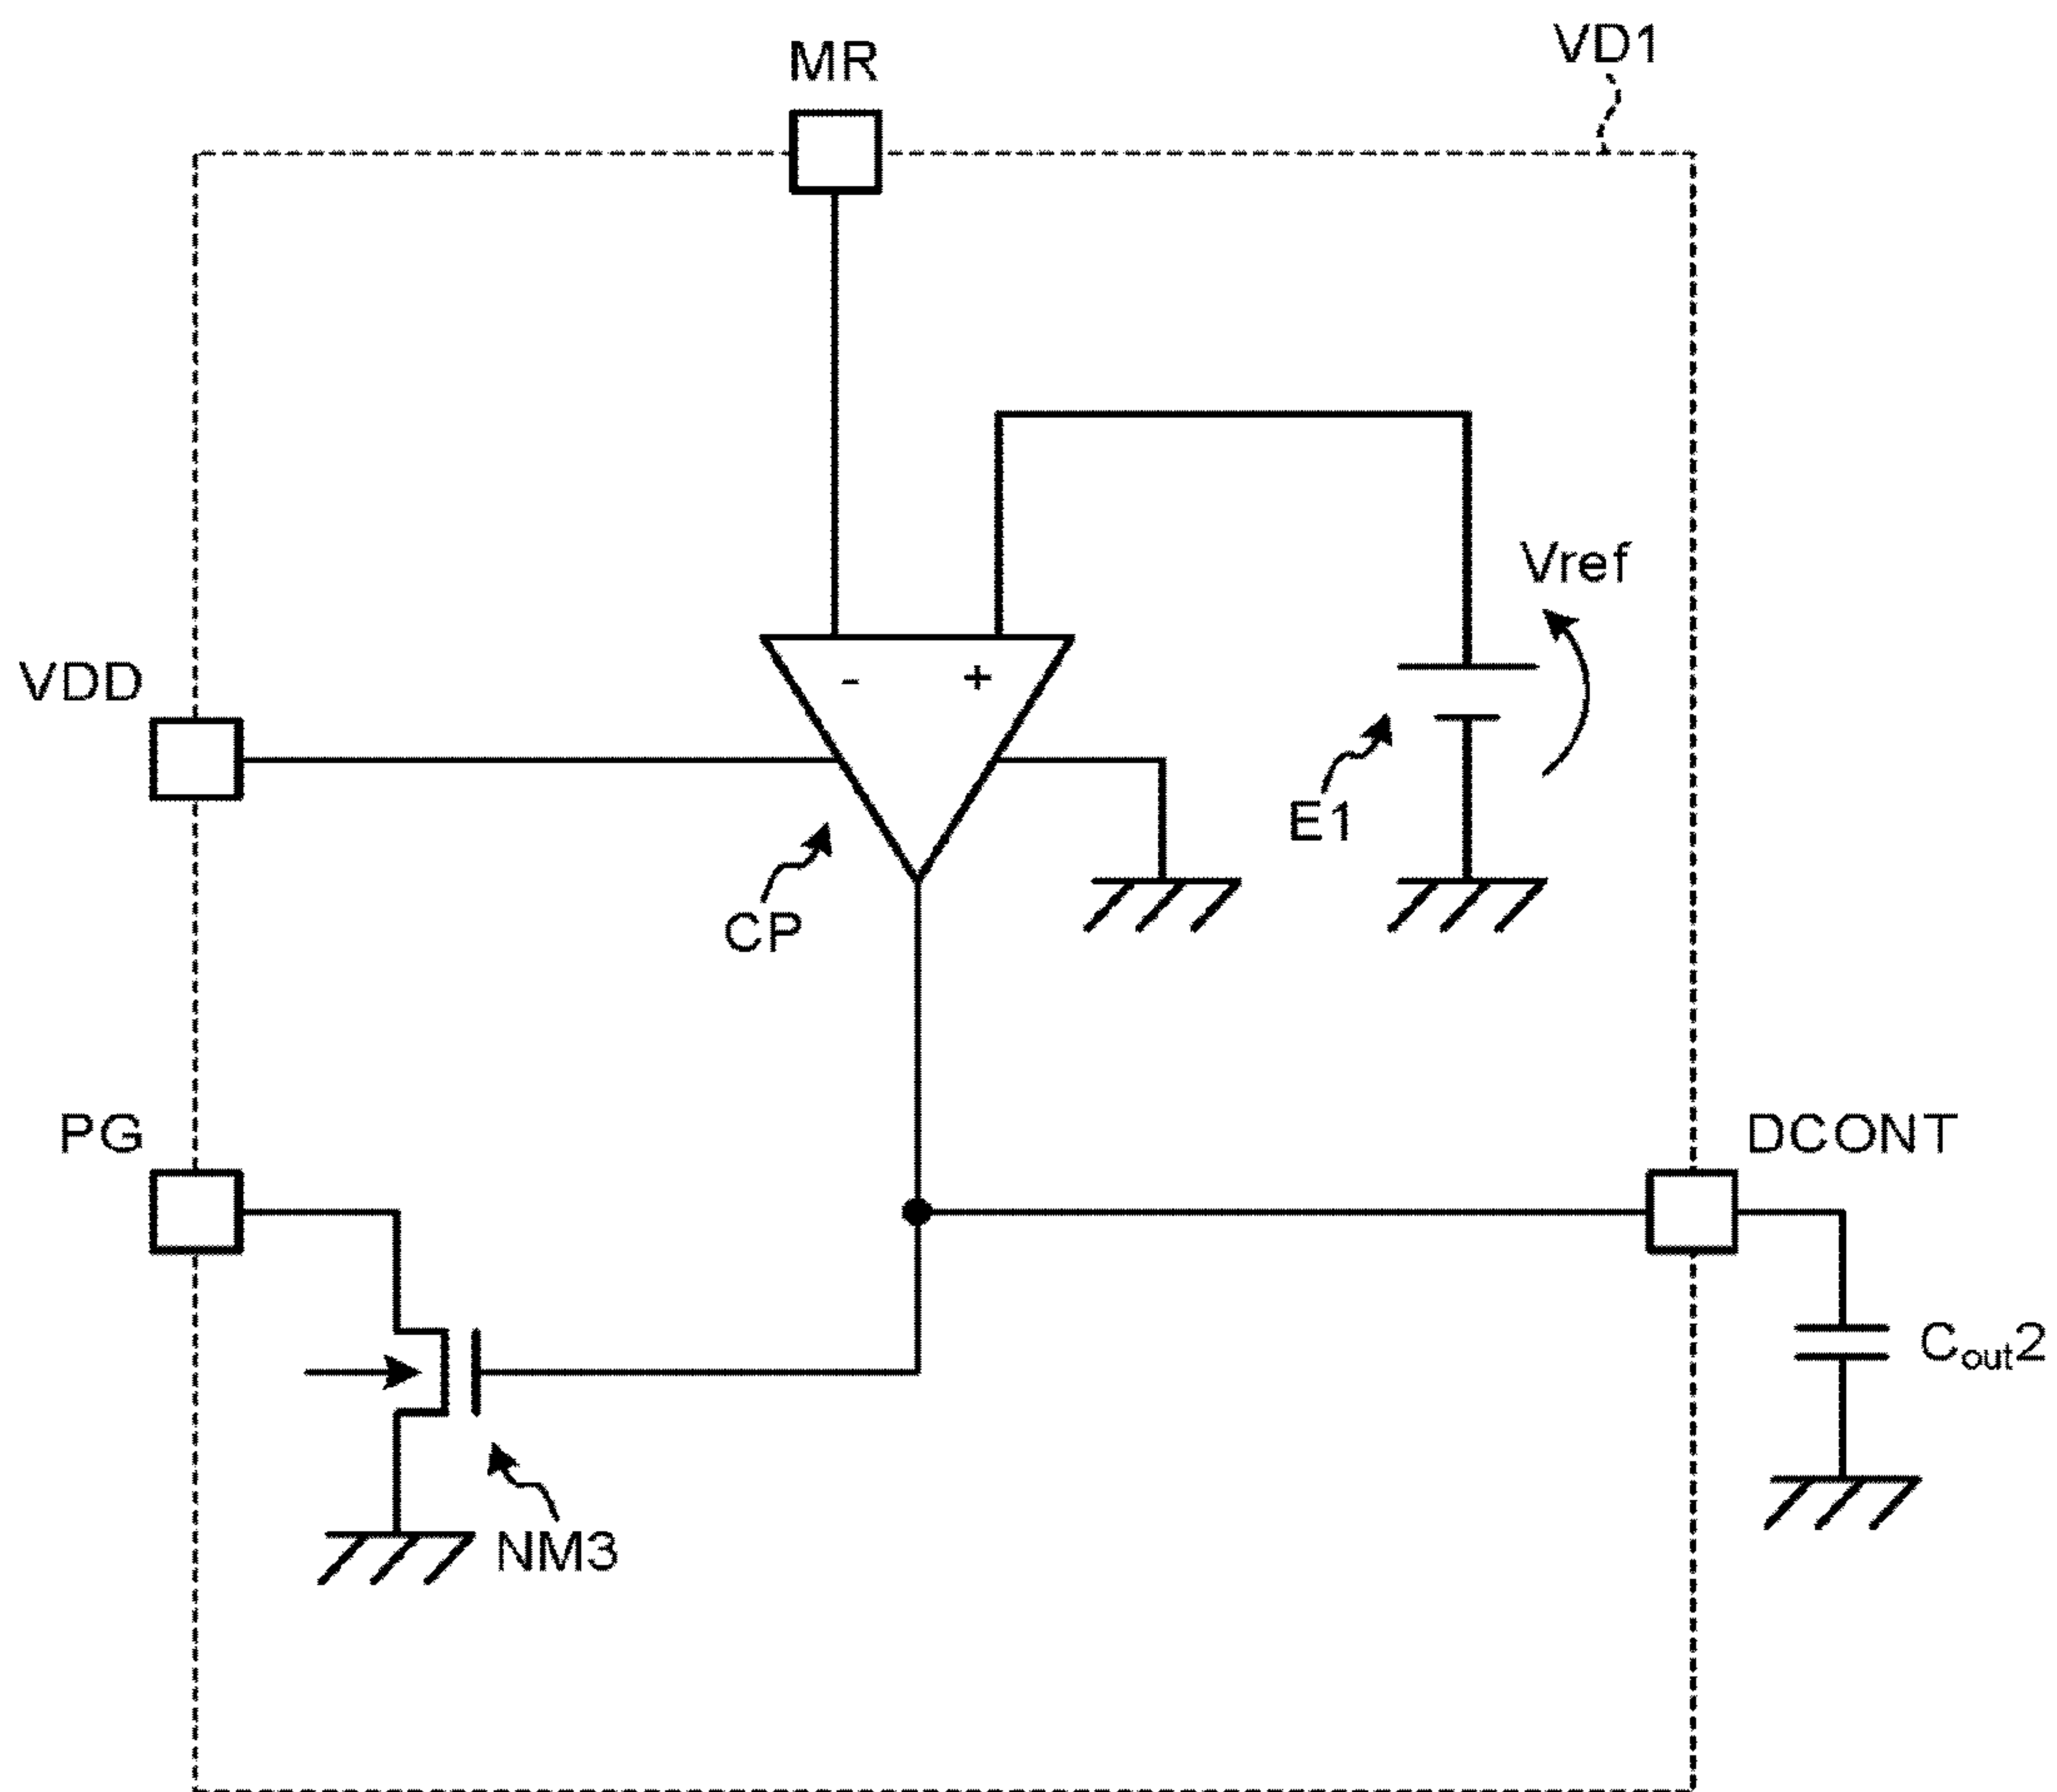 VD1
MR
Vref
- +
VDD
E1
CP
PG
DCONT
Cout2
NM3